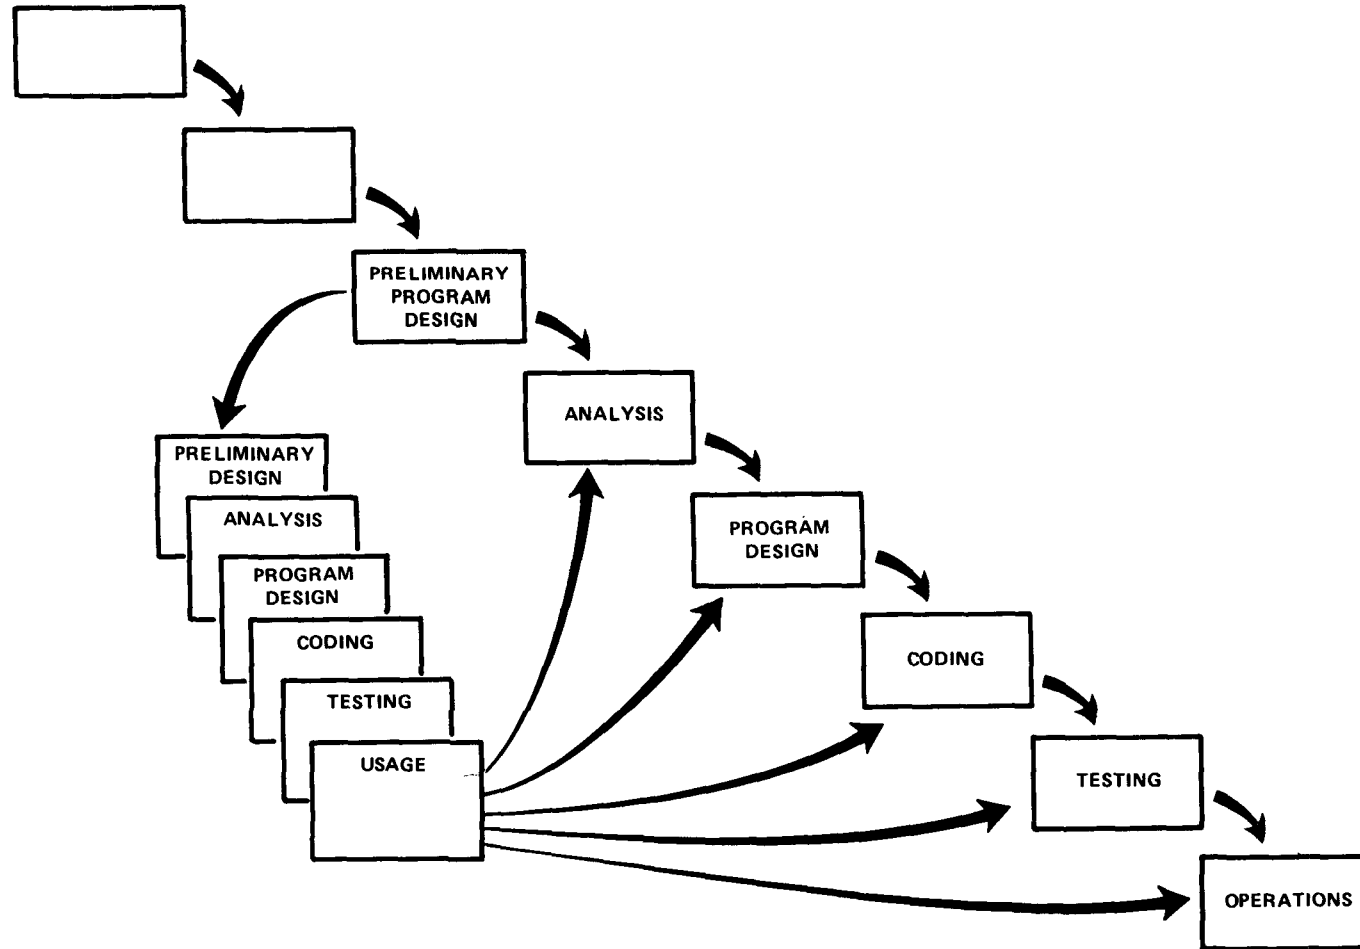 PRELIMINARY
PROGRAM
DESIGN
ANALYSIS
PROGRAM
DESIGN
CODING
TESTING
OPERATIONS
PRELIMINARY
DESIGN
ANALYSIS
PROGRAM
DESIGN
CODING
TESTING
USAGE